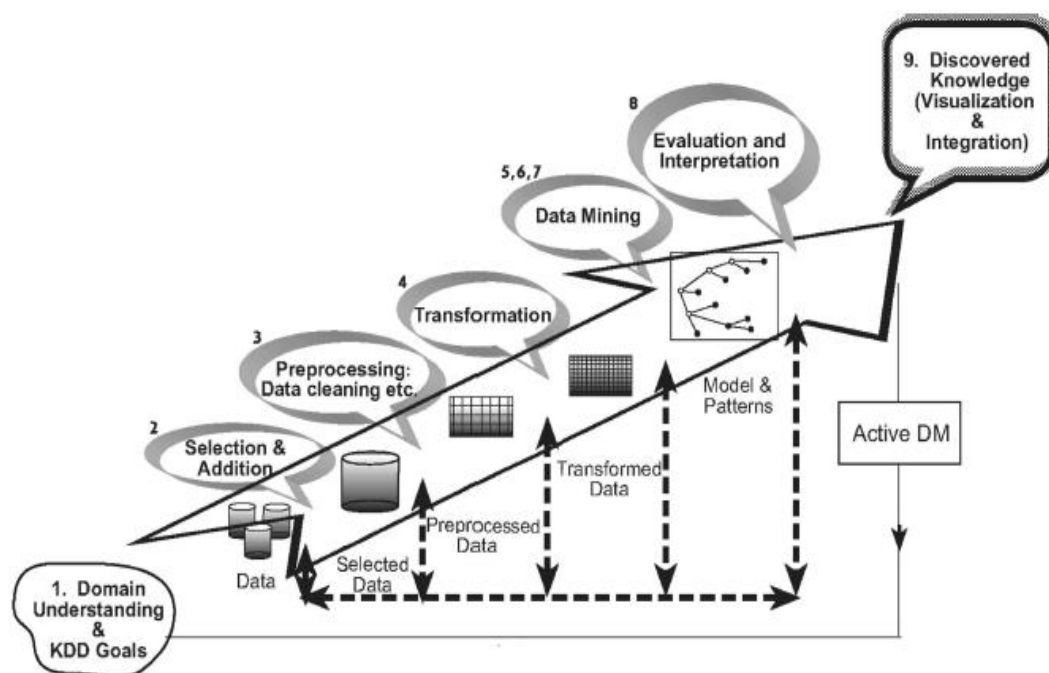 8
9. Discovered
Knowledge
(Visualization
&
Integration)
Evaluation and
Interpretation
5,6,7
Data Mining
4
Transformation
3
Preprocessing:
Data cleaning etc.
2
Selection &
Addition
Model &
Patterns
Active DM
Transformed
Data
Preprocessed
Data
Selected
Data
Data
1. Domain
Understanding
&
KDD Goals